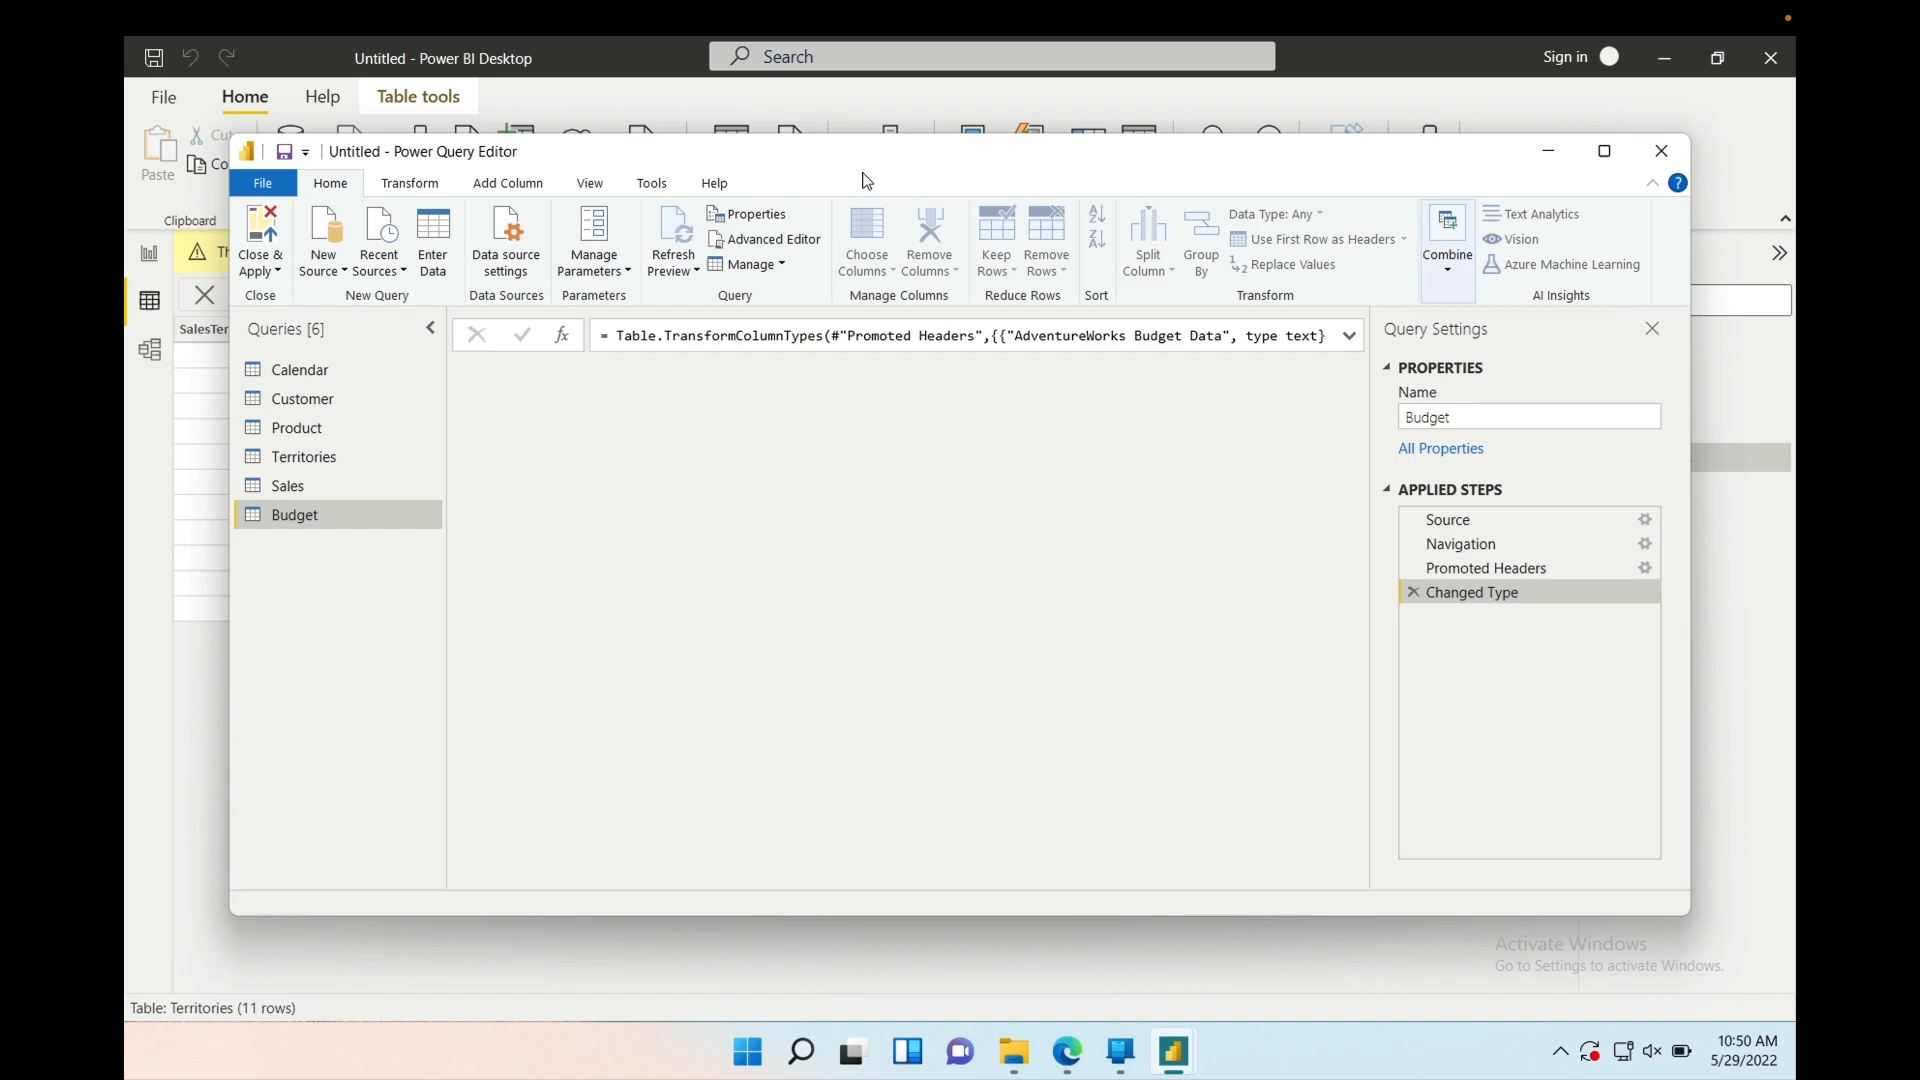 Untitled - Power BI Desktop
Search
Sign in
File Home Help Table tools
Paste
Clipboard
SalesTer
Untitled - Power Query Editor
File Home Transform Add Column View Tools Help
Close & Apply
New Source
Recent Sources
Enter Data
Data source settings
Manage Parameters
Refresh Preview
Properties
Advanced Editor
Manage
Choose Columns
Remove Columns
Keep Rows
Remove Rows
Split Column
Group By
Data Type: Any
Use First Row as Headers
Replace Values
Combine
Text Analytics
Vision
Azure Machine Learning
Close
New Query
Data Sources
Parameters
Query
Manage Columns
Reduce Rows
Sort
Transform
AI Insights
Queries [6]
Calendar
Customer
Product
Territories
Sales
Budget
= Table.TransformColumnTypes(#"Promoted Headers",{{"AdventureWorks Budget Data", type text}
Query Settings
PROPERTIES
Name
Budget
All Properties
APPLIED STEPS
Source
Navigation
Promoted Headers
Changed Type
Activate Windows
Go to Settings to activate Windows.
Table: Territories (11 rows)
10:50 AM
5/29/2022